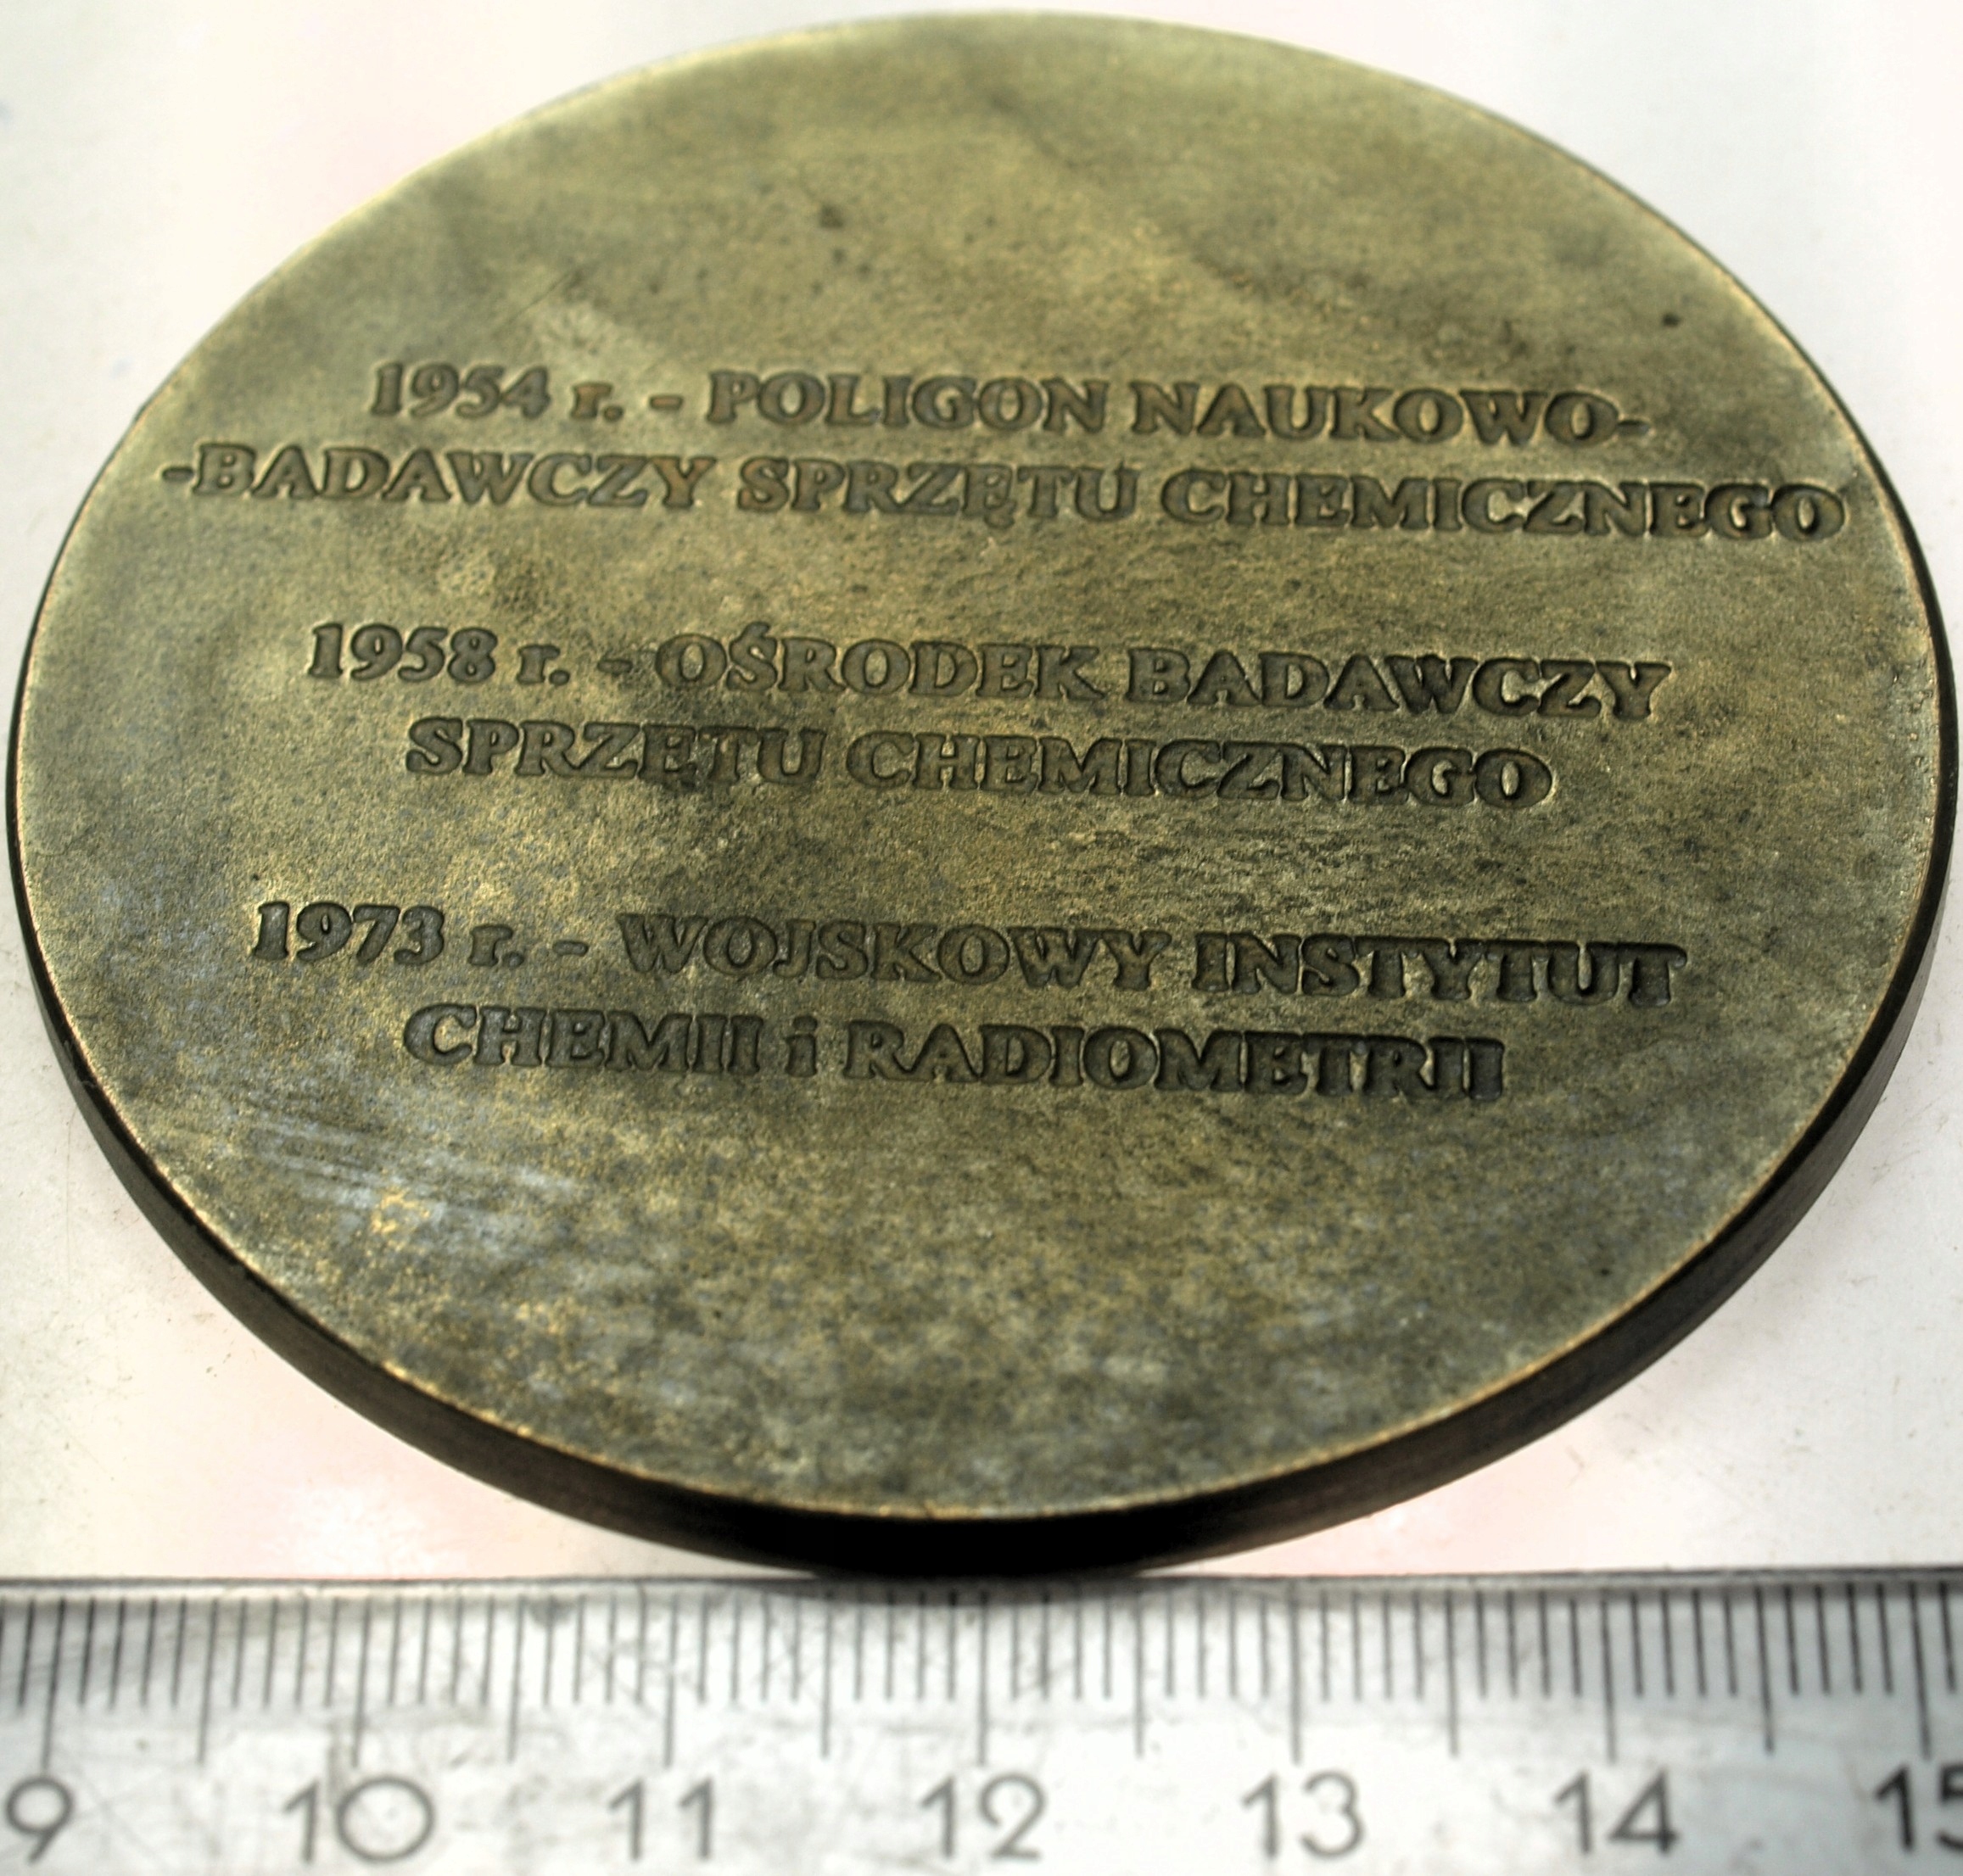 1954 r. - POLIGON NAUKOWO-
-BADAWCZY SPRZĘTU CHEMICZNEGO
1958 r. - OŚRODEK BADAWCZY
SPRZĘTU CHEMICZNEGO
1973 r. - WOJSKOWY INSTYTUT
CHEMII i RADIOMETRII
9 10 11 12 13 14 15